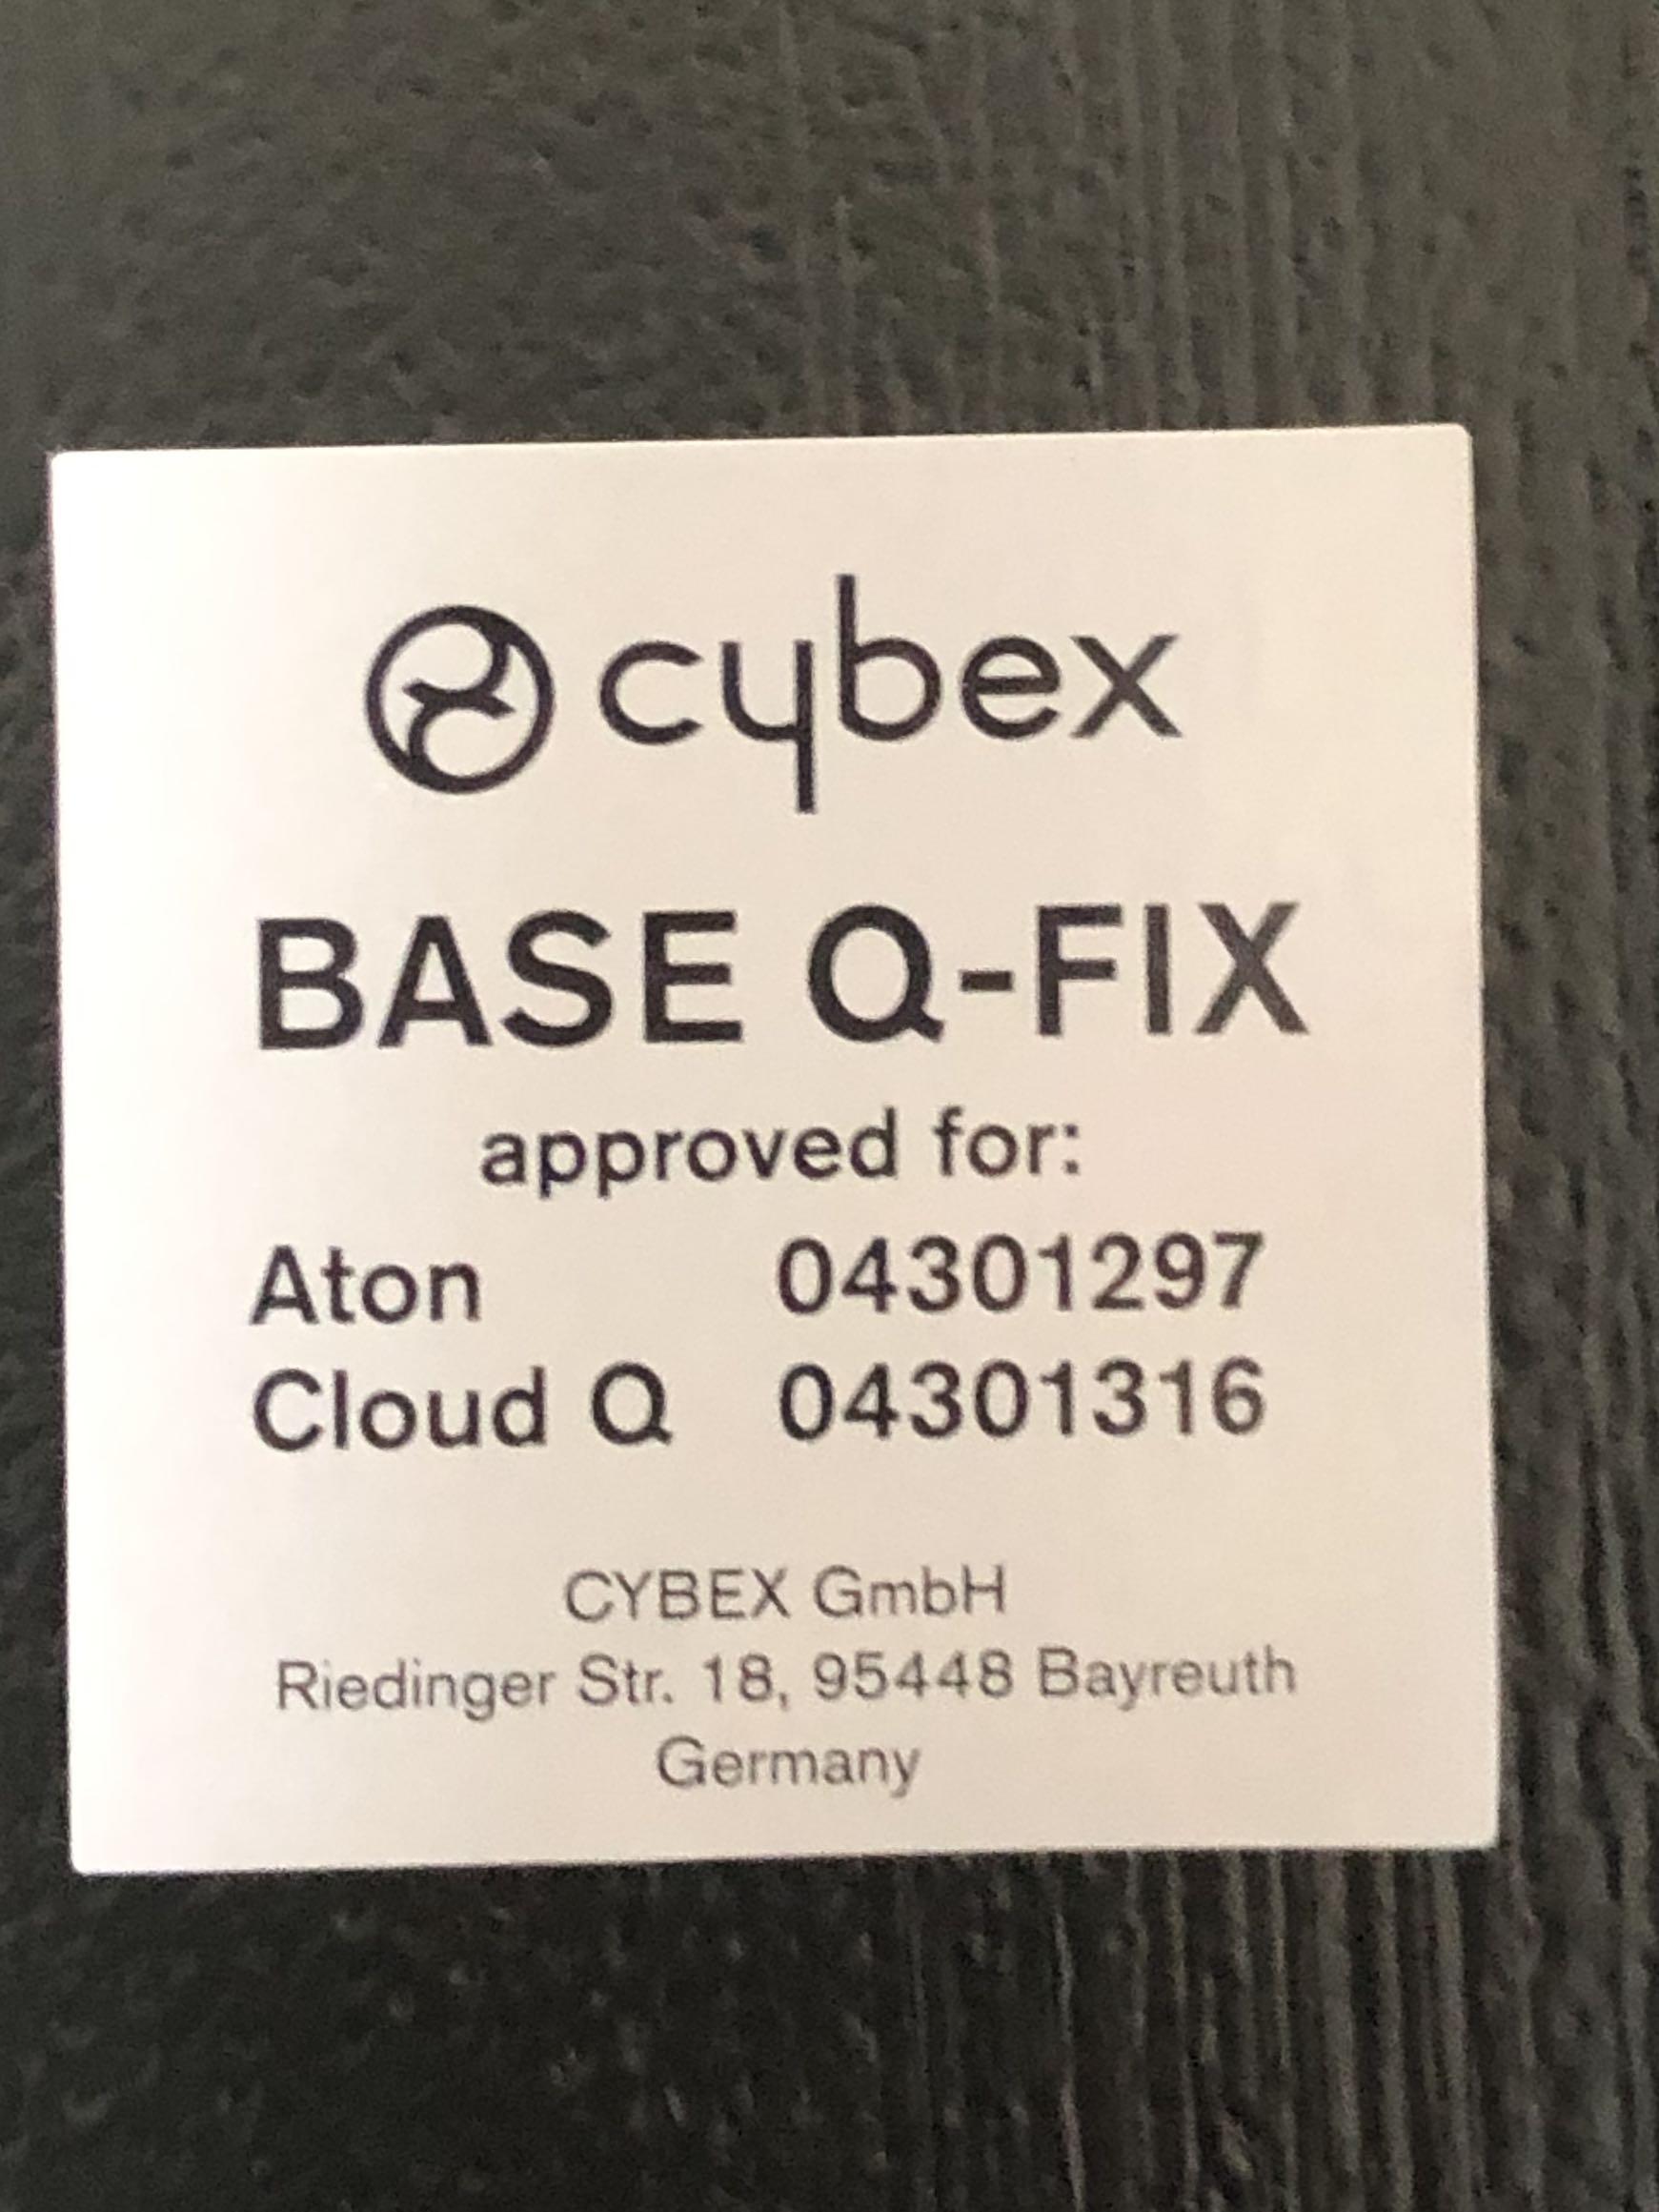 cybex
BASE Q-FIX
approved for:
Aton 04301297
Cloud Q 04301316
CYBEX GmbH
Riedinger Str. 18, 95448 Bayreuth
Germany